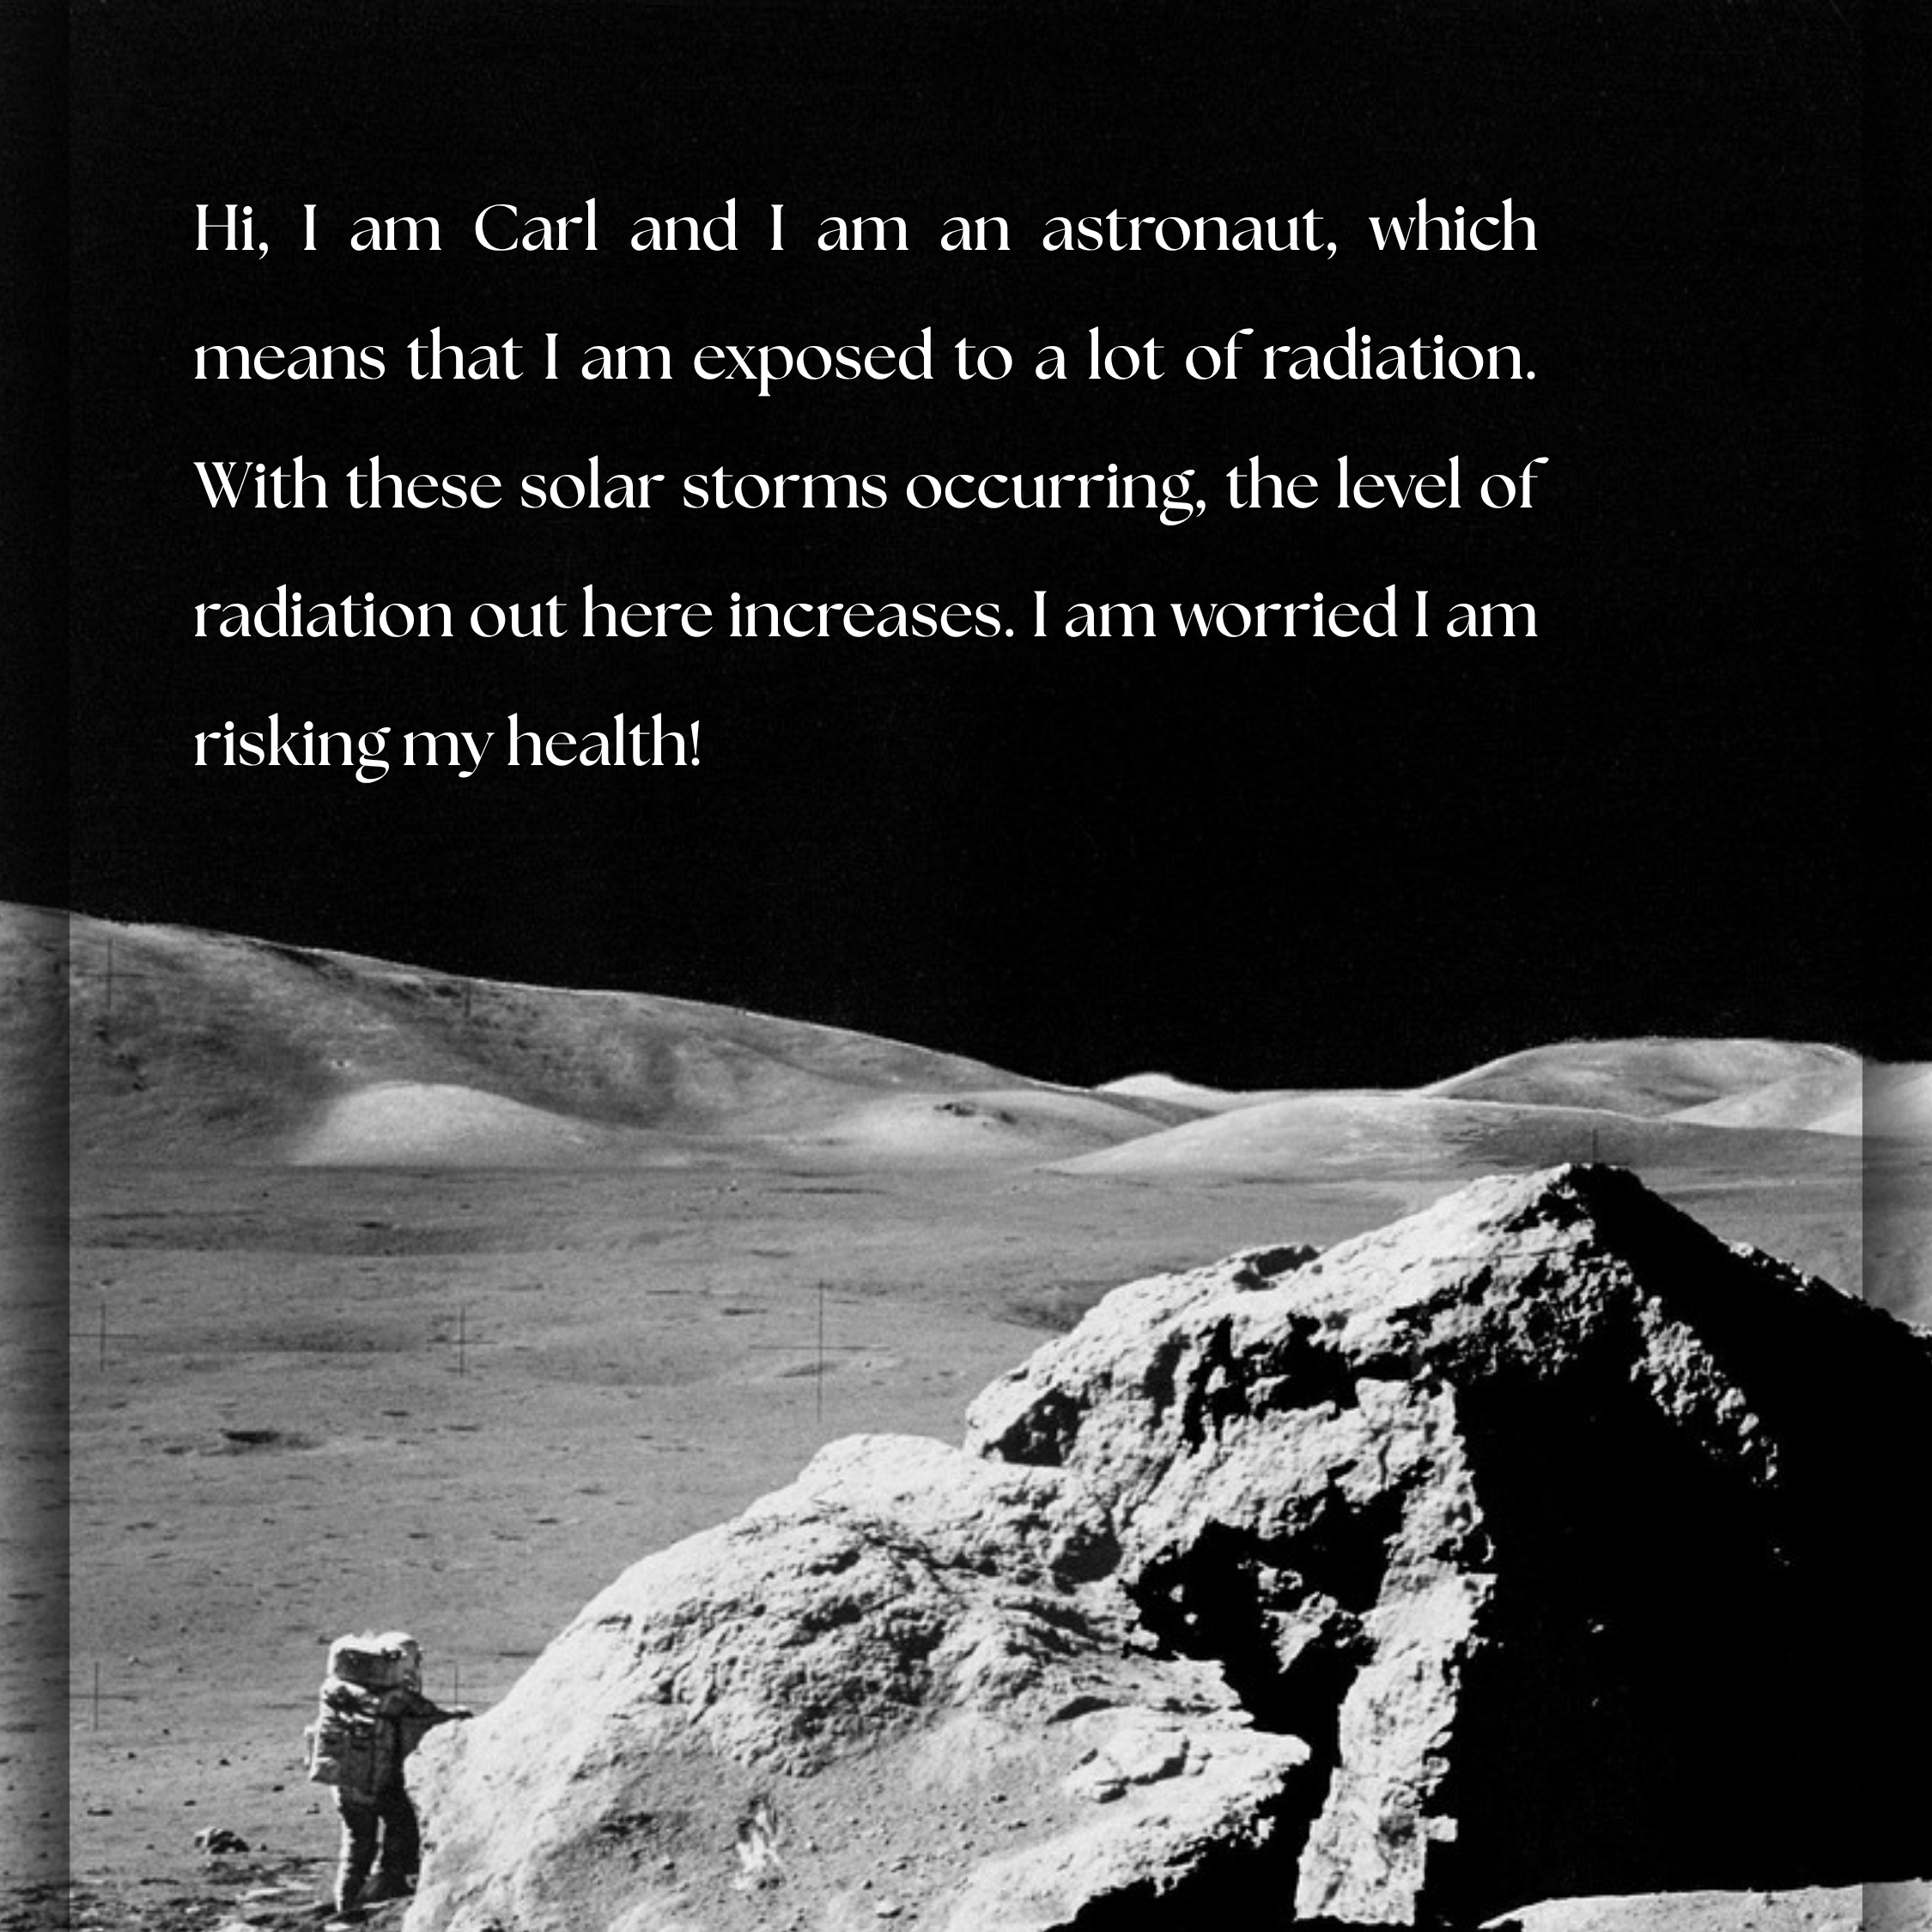 Hi, I am Carl and I am an astronaut, which
means that I am exposed to a lot of radiation.
With these solar storms occurring, the level of
radiation out here increases. I am worried I am
risking my health!